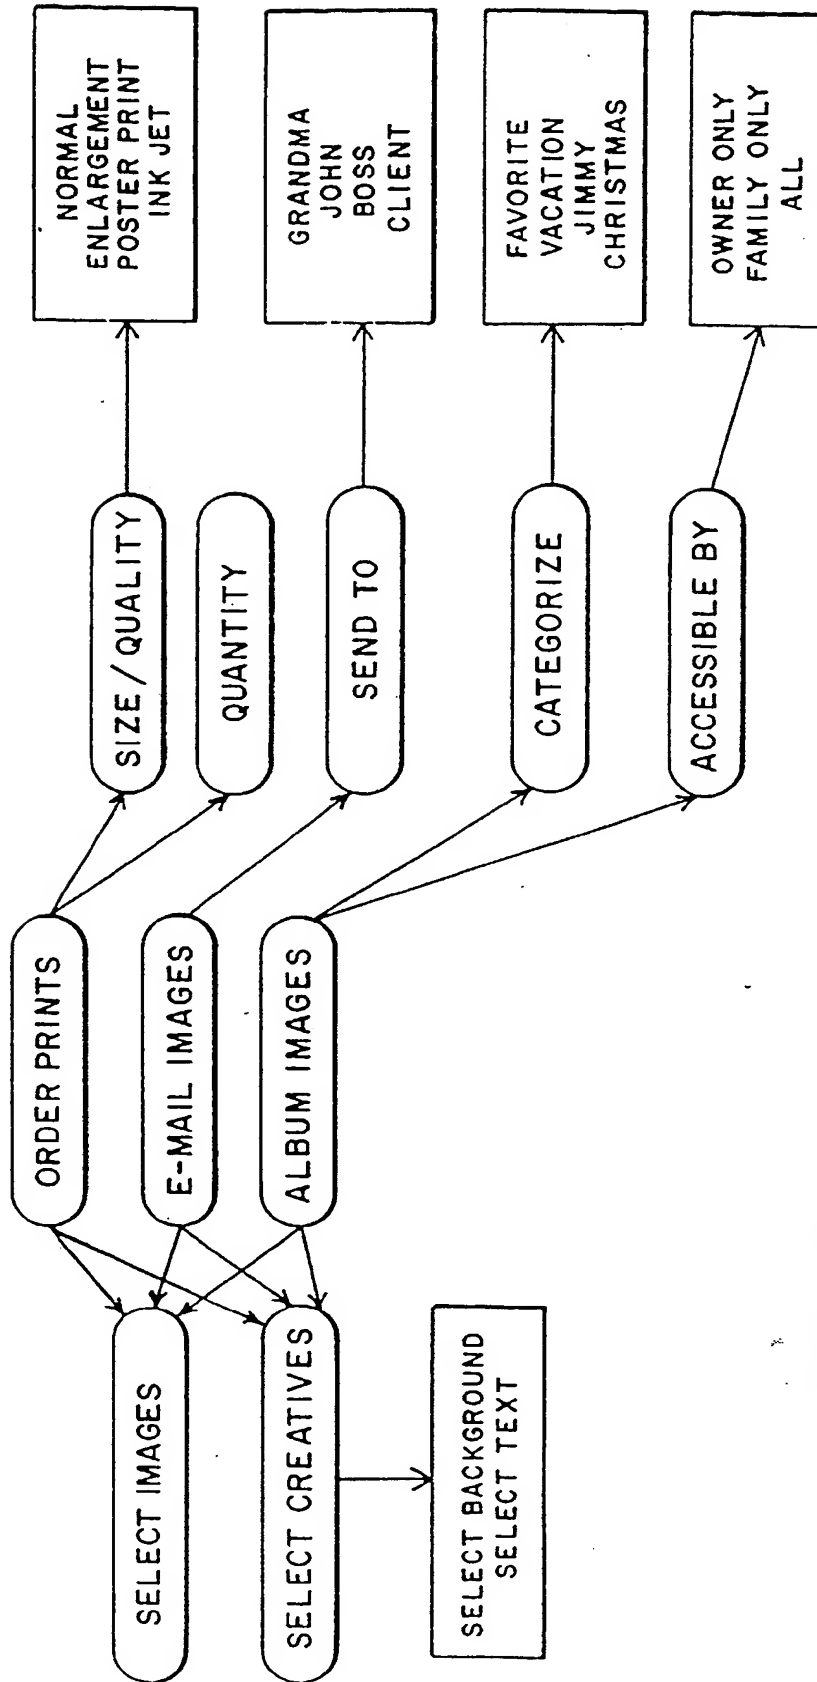 SELECT IMAGES
SELECT CREATIVES
SELECT BACKGROUND
SELECT TEXT
ORDER PRINTS
E-MAIL IMAGES
ALBUM IMAGES
SIZE / QUALITY
QUANTITY
SEND TO
CATEGORIZE
ACCESSIBLE BY
NORMAL
ENLARGEMENT
POSTER PRINT
INK JET
GRANDMA
JOHN
BOSS
CLIENT
FAVORITE
VACATION
JIMMY
CHRISTMAS
OWNER ONLY
FAMILY ONLY
ALL